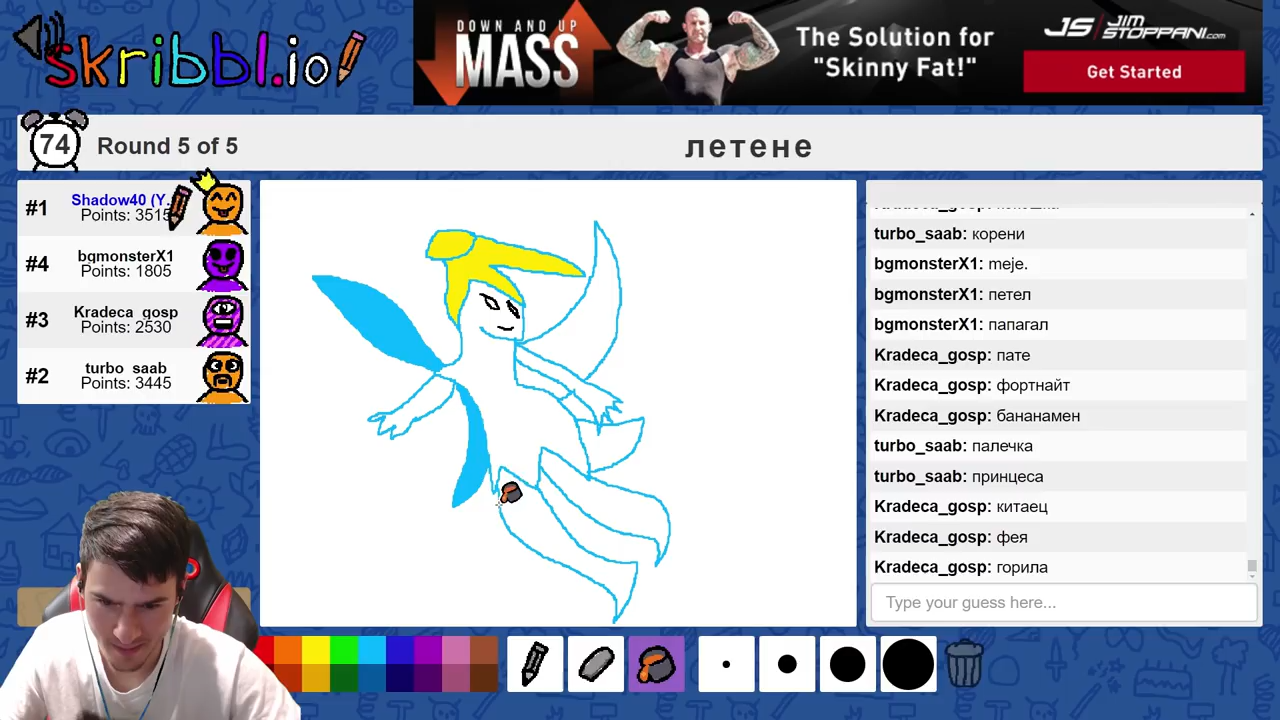 DOWN AND UP
MASS
The Solution for
"Skinny Fat!"
JS JIM STOPPANI.com
Get Started
skribbl.io
74
Round 5 of 5
летене
#1 Shadow40 (Y.
Points: 3515
#4 bgmonsterX1
Points: 1805
#3 Kradeca_gosp
Points: 2530
#2 turbo_saab
Points: 3445
turbo_saab: корени
bgmonsterX1: meje.
bgmonsterX1: петел
bgmonsterX1: папагал
Kradeca_gosp: пате
Kradeca_gosp: фортнайт
Kradeca_gosp: бананамен
turbo_saab: палечка
turbo_saab: принцеса
Kradeca_gosp: китаец
Kradeca_gosp: фея
Kradeca_gosp: горила
Type your guess here...